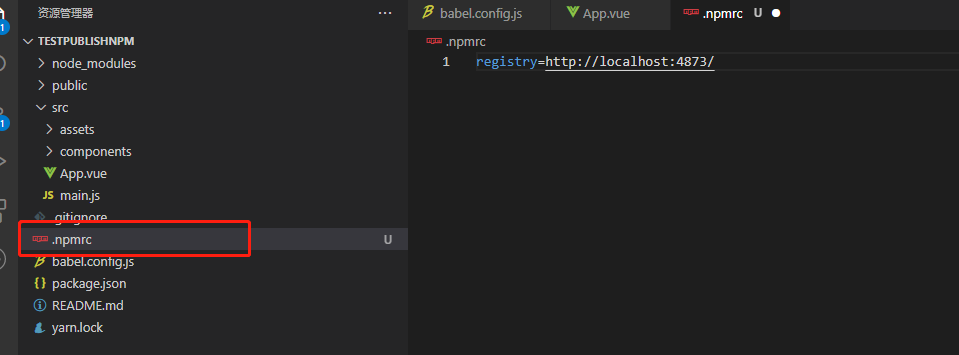 资源管理器
TESTPUBLISHNPM
node_modules
public
src
assets
components
App.vue
JS main.js
.gitignore
.npmrc U
babel.config.js
{} package.json
README.md
yarn.lock
babel.config.js App.vue .npmrc U
.npmrc
1 registry=http://localhost:4873/